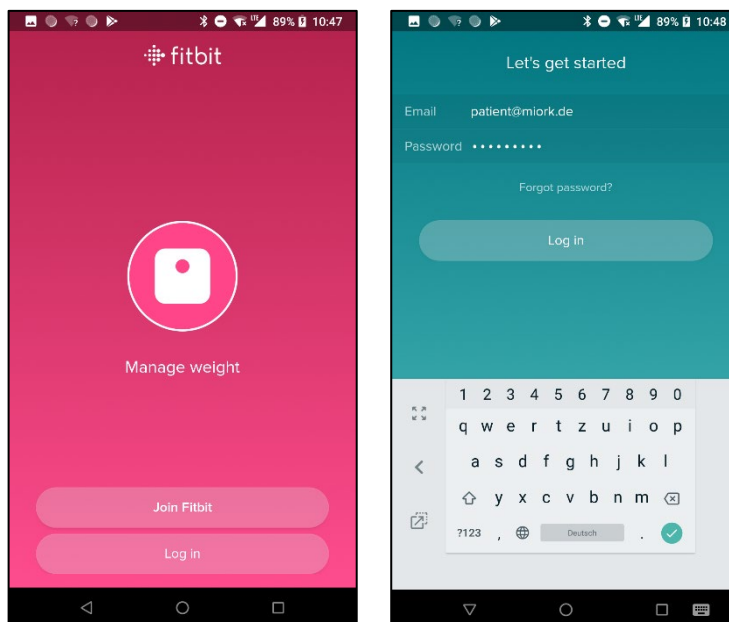 89% 10:47
fitbit
Manage weight
Join Fitbit
Log in
LTE 89% 10:48
Let's get started
Email patient@miork.de
Password •••••••••
Forgot password?
Log in
1 2 3 4 5 6 7 8 9 0
q w e r t z u i o p
a s d f g h j k l
y x c v b n m
?123 , Deutsch .